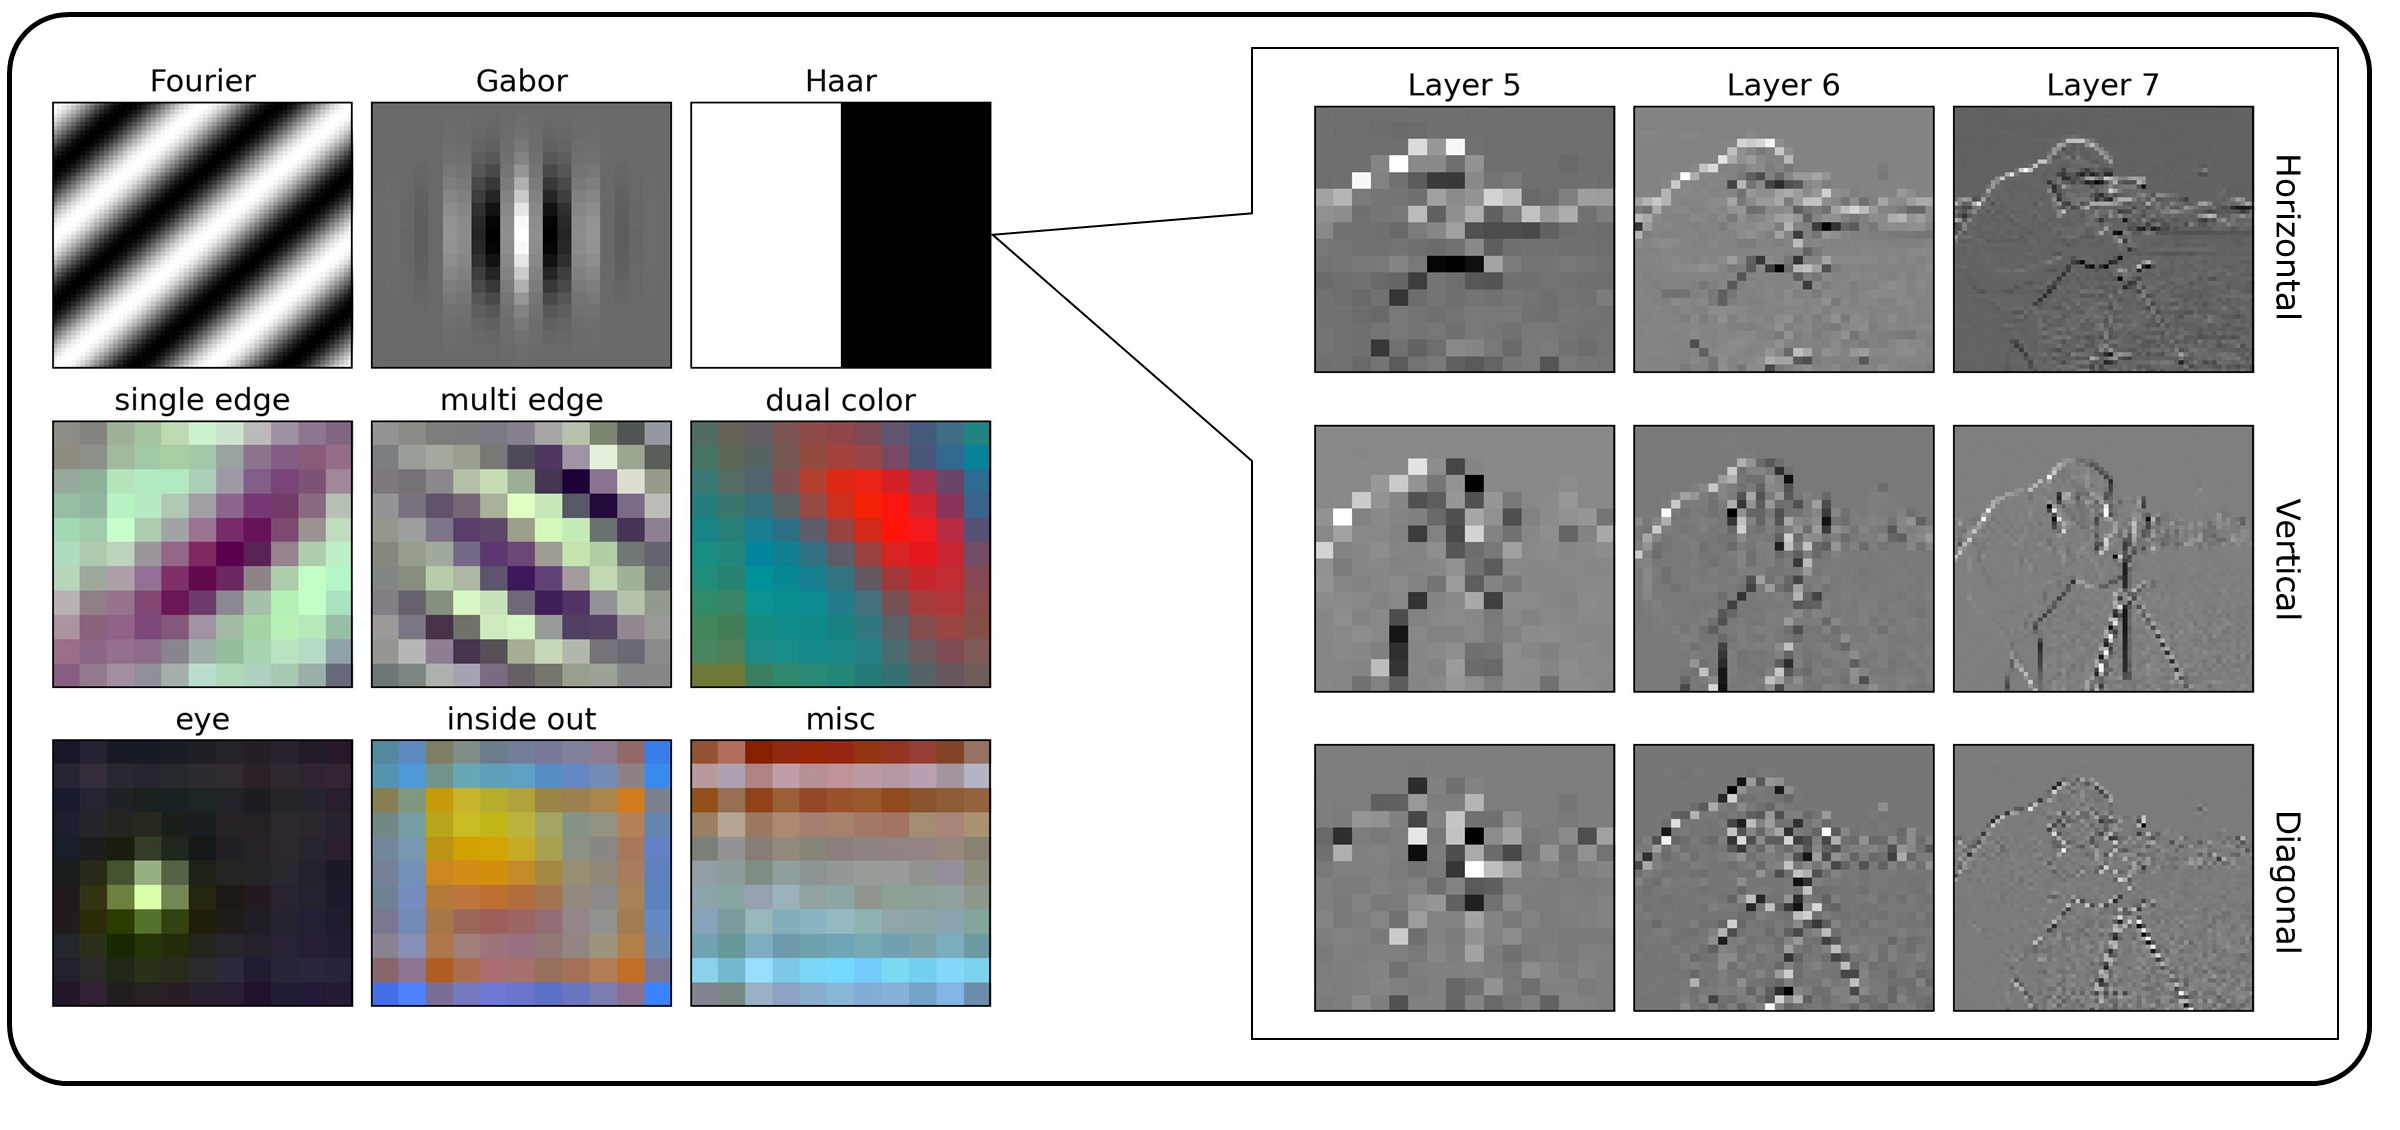 Fourier
Gabor
Haar
single edge
multi edge
dual color
eye
inside out
misc
Layer 5
Layer 6
Layer 7
Horizontal
Vertical
Diagonal